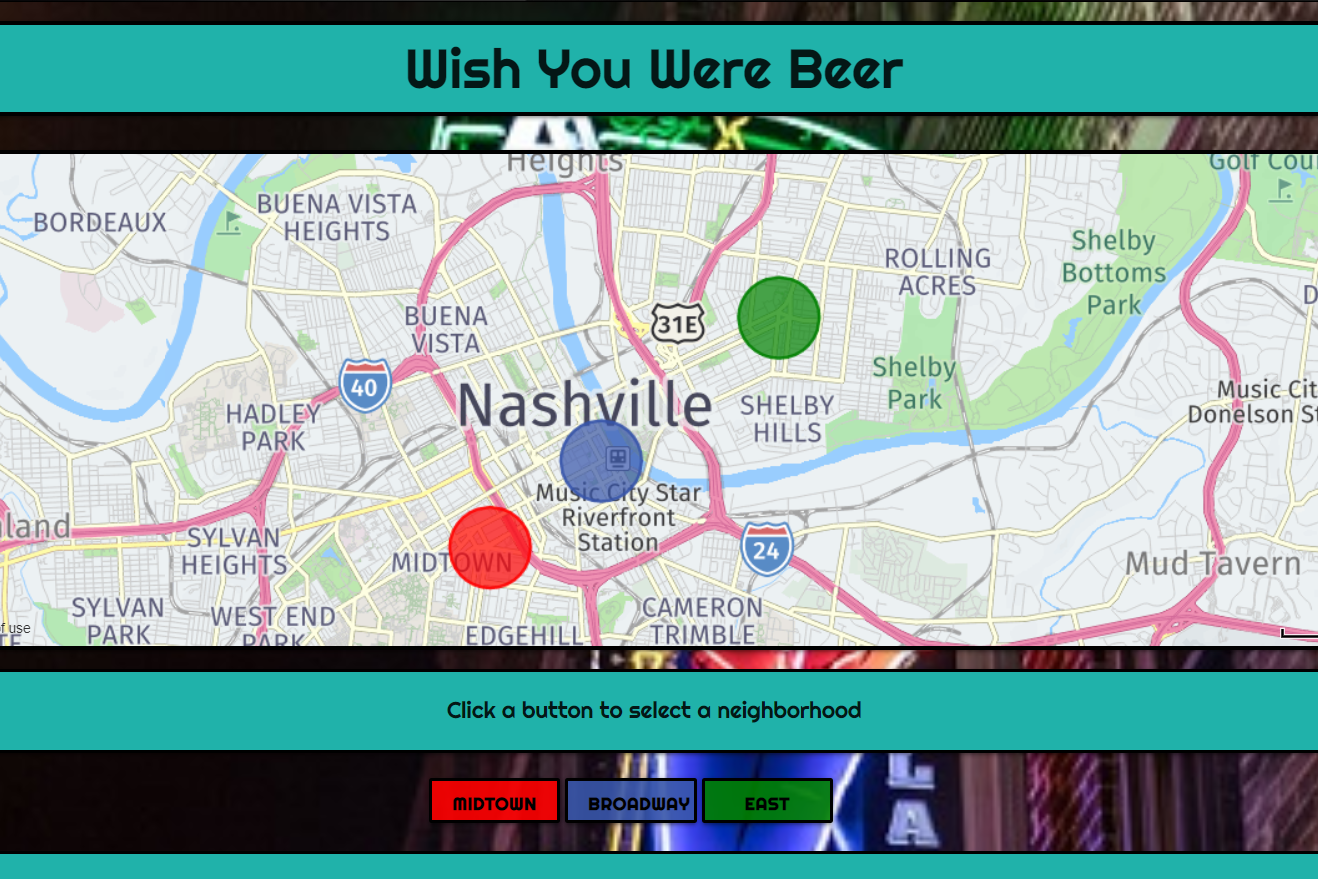 Wish You Were Beer
A
Heights
Golf Cou
BORDEAUX
BUENA VISTA
HEIGHTS
ROLLING
ACRES
Shelby
Bottoms
Park
D
BUENA
VISTA
31E
40
Shelby
Park
Nashville
Music Cit
Donelson St
HADLEY
PARK
SHELBY
HILLS
Music City Star
Riverfront
Station
land
SYLVAN
HEIGHTS
MIDTOWN
24
Mud Tavern
SYLVAN
PARK
WEST END
PARK
EDGEHILL
CAMERON
TRIMBLE
f use
TE
Click a button to select a neighborhood
MIDTOWN
BROADWAY
EAST
L
A